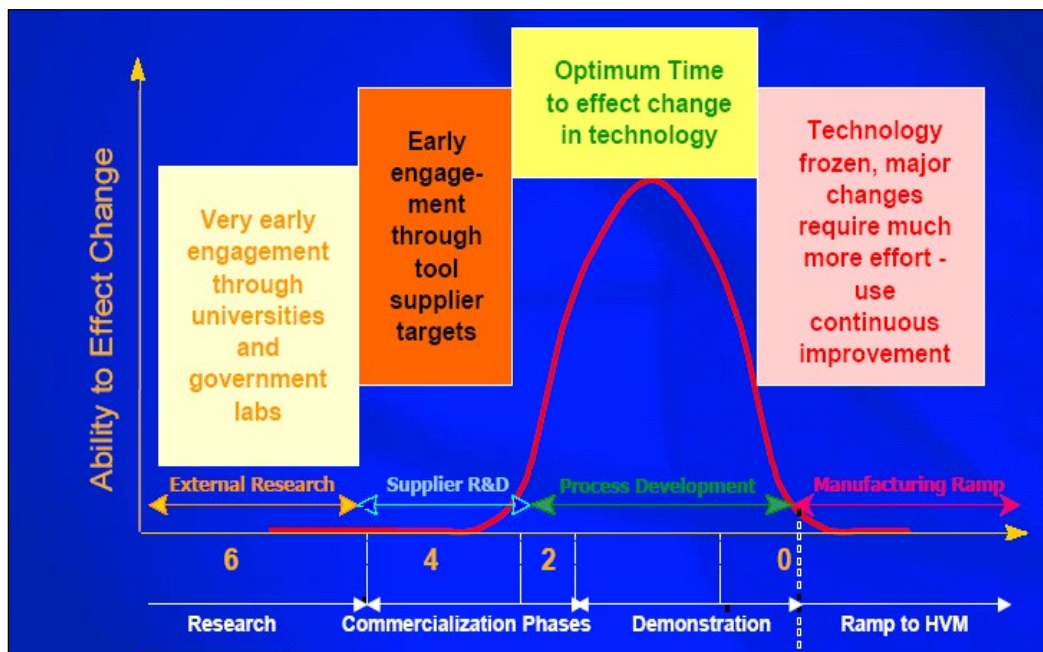 Ability to Effect Change
Very early
engagement
through
universities
and
government
labs
Early
engage-
ment
through
tool
supplier
targets
Optimum Time
to effect change
in technology
Technology
frozen, major
changes
require much
more effort -
use
continuous
improvement
External Research
Supplier R&D
Process Development
Manufacturing Ramp
6
4
2
0
Research
Commercialization Phases
Demonstration
Ramp to HVM